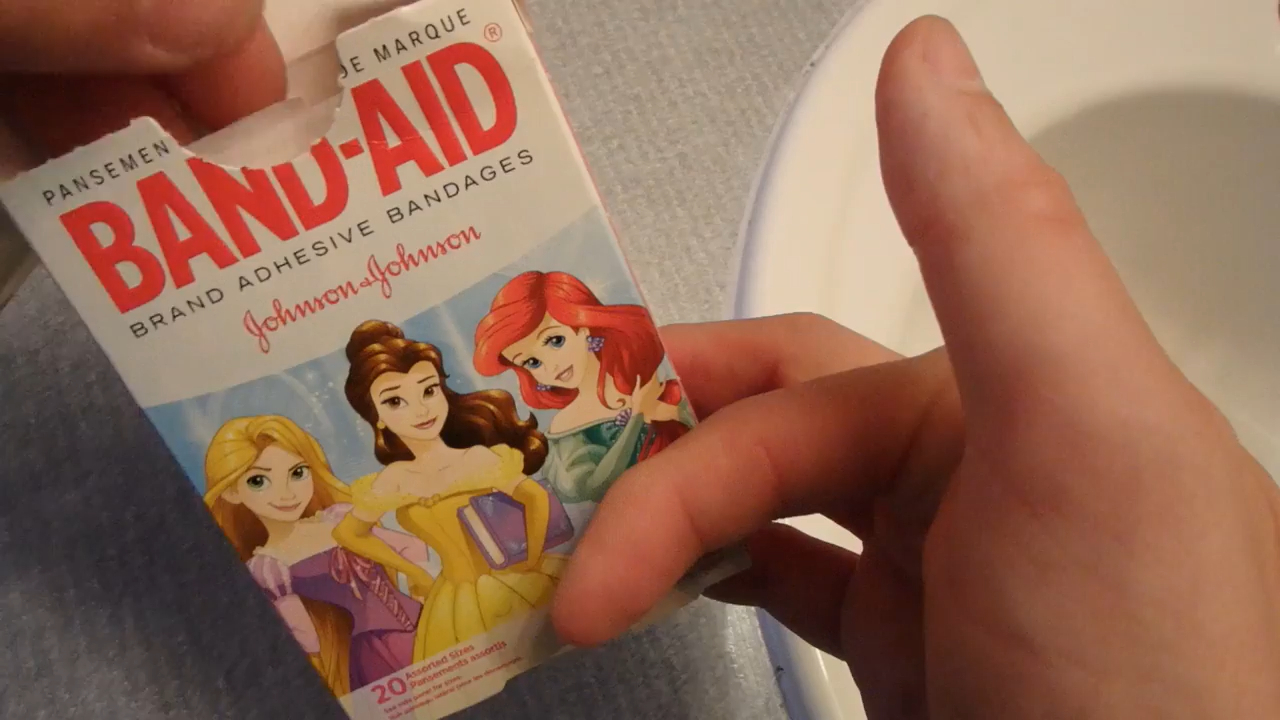 PANSEMEN DE MARQUE
BAND-AID®
BRAND ADHESIVE BANDAGES
Johnson & Johnson
20 Assorted Sizes
Pansements assortis